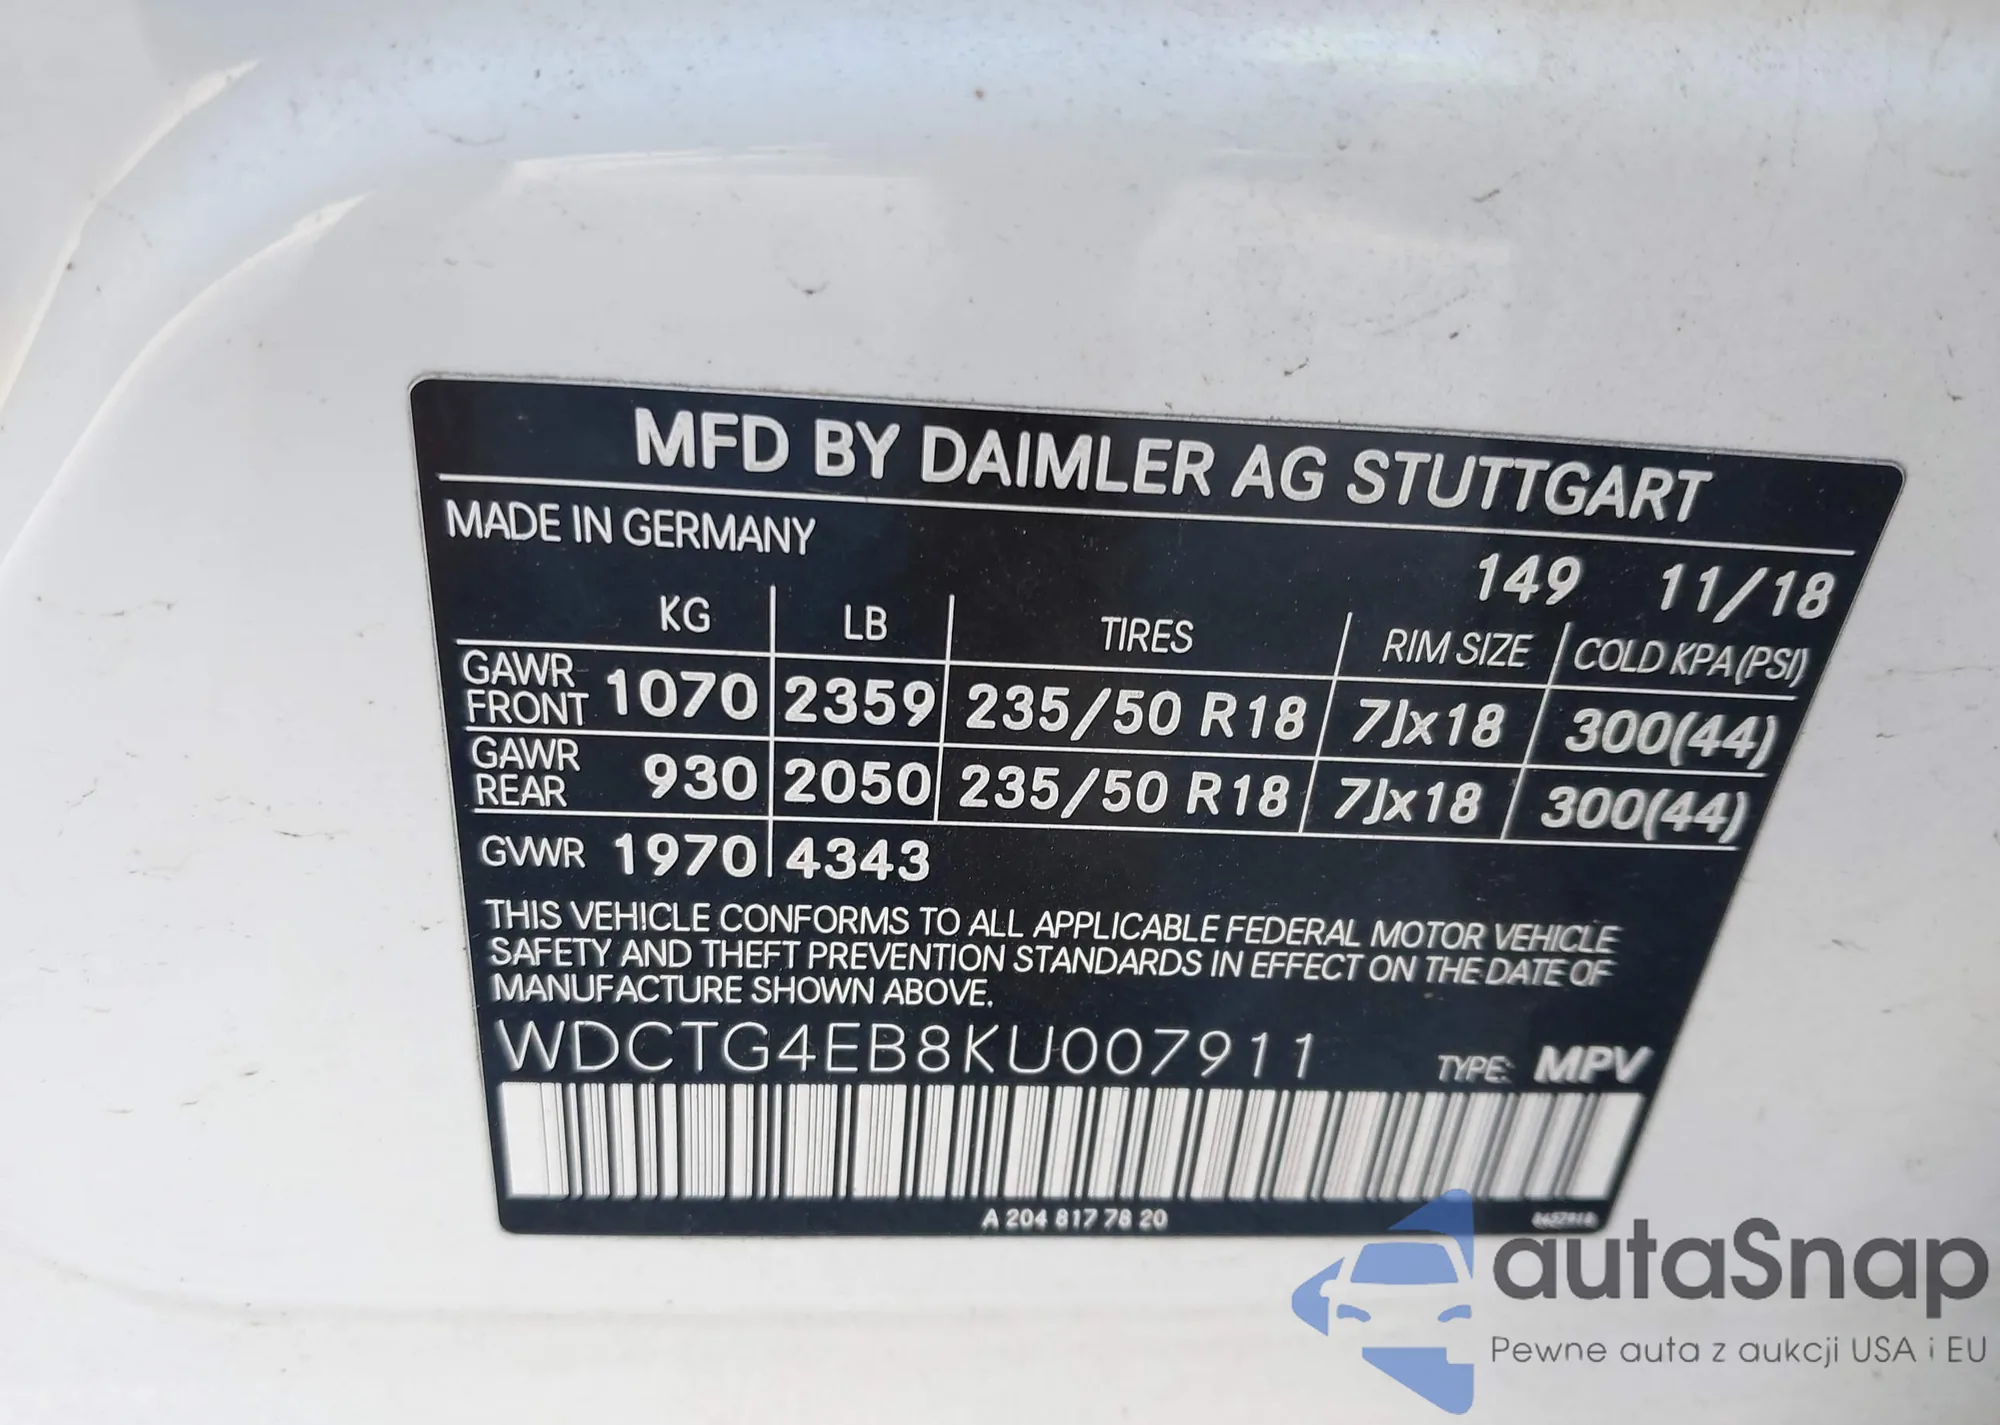 MFD BY DAIMLER AG STUTTGART
MADE IN GERMANY
149 11/18
KG LB TIRES RIM SIZE COLD KPA(PSI)
GAWR FRONT 1070 2359 235/50 R18 7Jx18 300(44)
GAWR REAR 930 2050 235/50 R18 7Jx18 300(44)
GVWR 1970 4343
THIS VEHICLE CONFORMS TO ALL APPLICABLE FEDERAL MOTOR VEHICLE
SAFETY AND THEFT PREVENTION STANDARDS IN EFFECT ON THE DATE OF
MANUFACTURE SHOWN ABOVE.
WDCTG4EB8KU007911 TYPE: MPV
A 204 817 78 20
autaSnap
Pewne auta z aukcji USA i EU